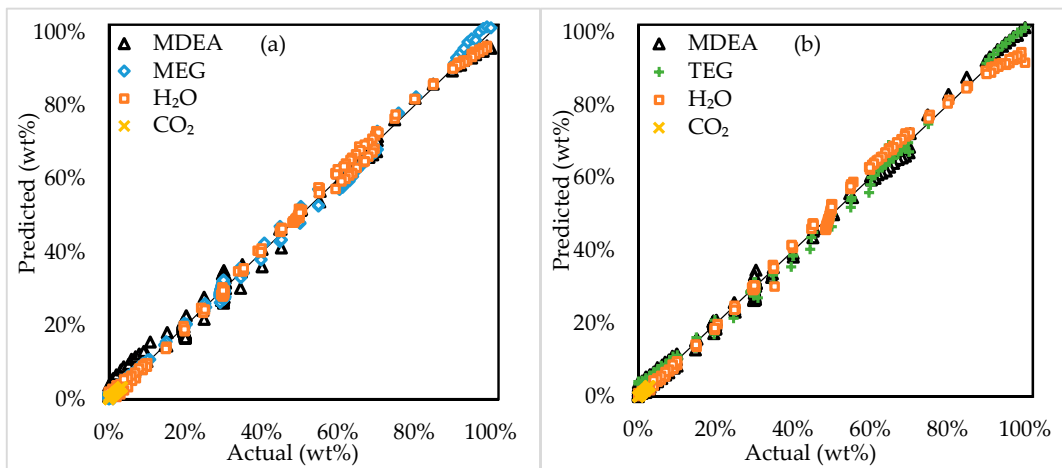 100%
80%
60%
40%
20%
0%
Predicted (wt%)
MDEA
MEG
H₂O
CO₂
(a)
0% 20% 40% 60% 80% 100%
Actual (wt%)
100%
80%
60%
40%
20%
0%
Predicted (wt%)
MDEA
TEG
H₂O
CO₂
(b)
0% 20% 40% 60% 80% 100%
Actual (wt%)